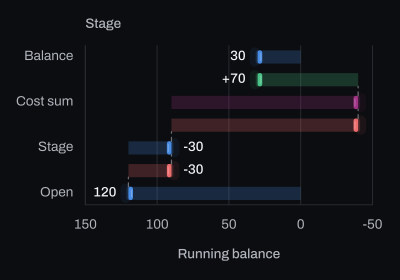 Stage
Balance 30
+70
Cost sum
Stage -30
-30
Open 120
150 100 50 0 -50
Running balance